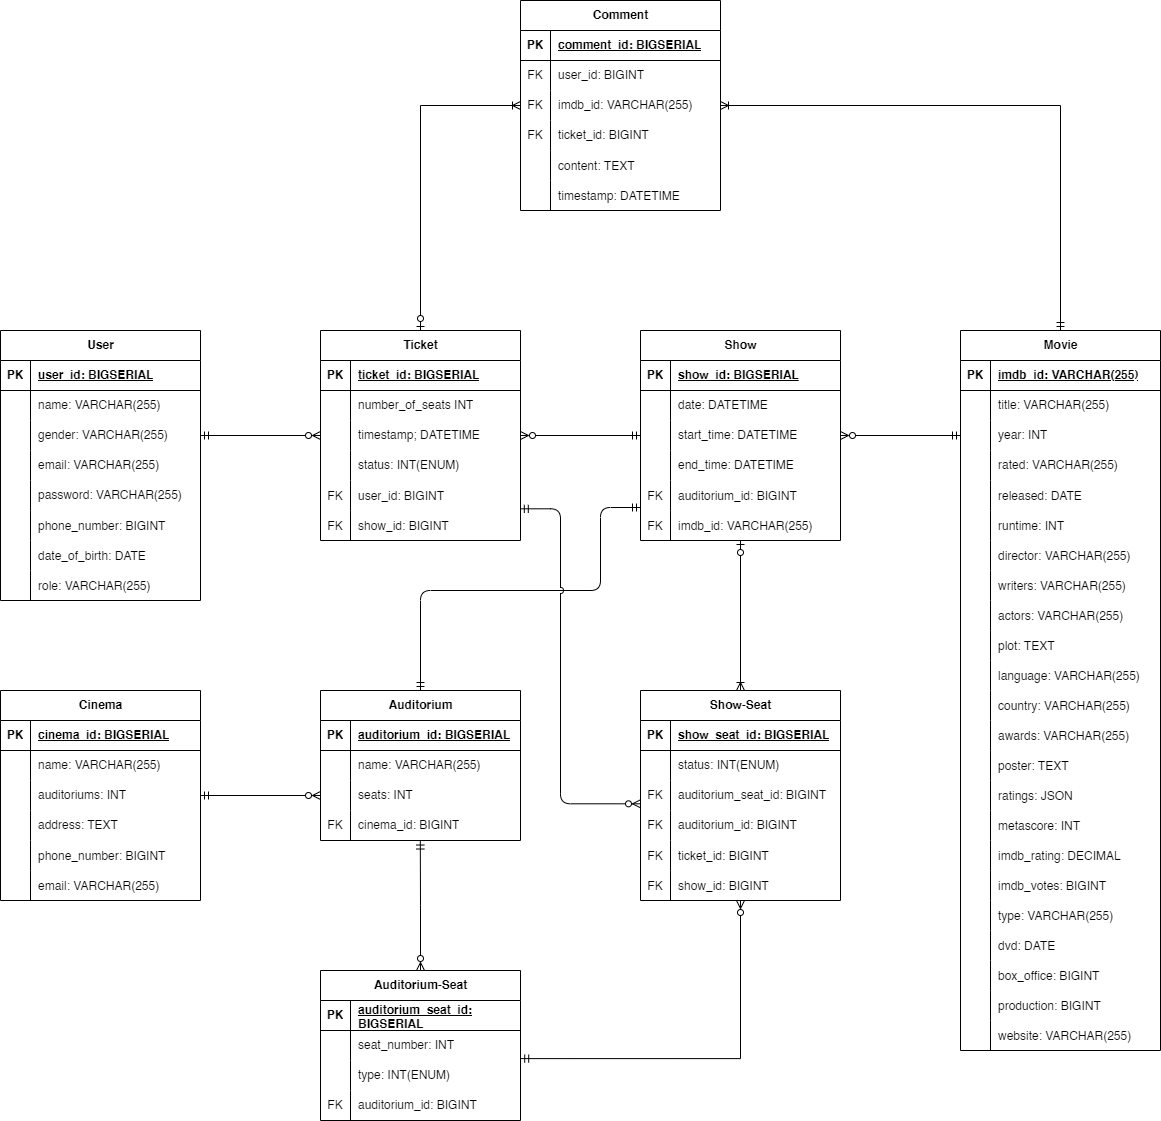 Comment
PK comment_id: BIGSERIAL
FK user_id: BIGINT
FK imdb_id: VARCHAR(255)
FK ticket_id: BIGINT
content: TEXT
timestamp: DATETIME
User
PK user_id: BIGSERIAL
name: VARCHAR(255)
gender: VARCHAR(255)
email: VARCHAR(255)
password: VARCHAR(255)
phone_number: BIGINT
date_of_birth: DATE
role: VARCHAR(255)
Ticket
PK ticket_id: BIGSERIAL
number_of_seats INT
timestamp; DATETIME
status: INT(ENUM)
FK user_id: BIGINT
FK show_id: BIGINT
Show
PK show_id: BIGSERIAL
date: DATETIME
start_time: DATETIME
end_time: DATETIME
FK auditorium_id: BIGINT
FK imdb_id: VARCHAR(255)
Movie
PK imdb_id: VARCHAR(255)
title: VARCHAR(255)
year: INT
rated: VARCHAR(255)
released: DATE
runtime: INT
director: VARCHAR(255)
writers: VARCHAR(255)
actors: VARCHAR(255)
plot: TEXT
language: VARCHAR(255)
country: VARCHAR(255)
awards: VARCHAR(255)
poster: TEXT
ratings: JSON
metascore: INT
imdb_rating: DECIMAL
imdb_votes: BIGINT
type: VARCHAR(255)
dvd: DATE
box_office: BIGINT
production: BIGINT
website: VARCHAR(255)
Cinema
PK cinema_id: BIGSERIAL
name: VARCHAR(255)
auditoriums: INT
address: TEXT
phone_number: BIGINT
email: VARCHAR(255)
Auditorium
PK auditorium_id: BIGSERIAL
name: VARCHAR(255)
seats: INT
FK cinema_id: BIGINT
Show-Seat
PK show_seat_id: BIGSERIAL
status: INT(ENUM)
FK auditorium_seat_id: BIGINT
FK auditorium_id: BIGINT
FK ticket_id: BIGINT
FK show_id: BIGINT
Auditorium-Seat
PK auditorium_seat_id:
BIGSERIAL
seat_number: INT
type: INT(ENUM)
FK auditorium_id: BIGINT